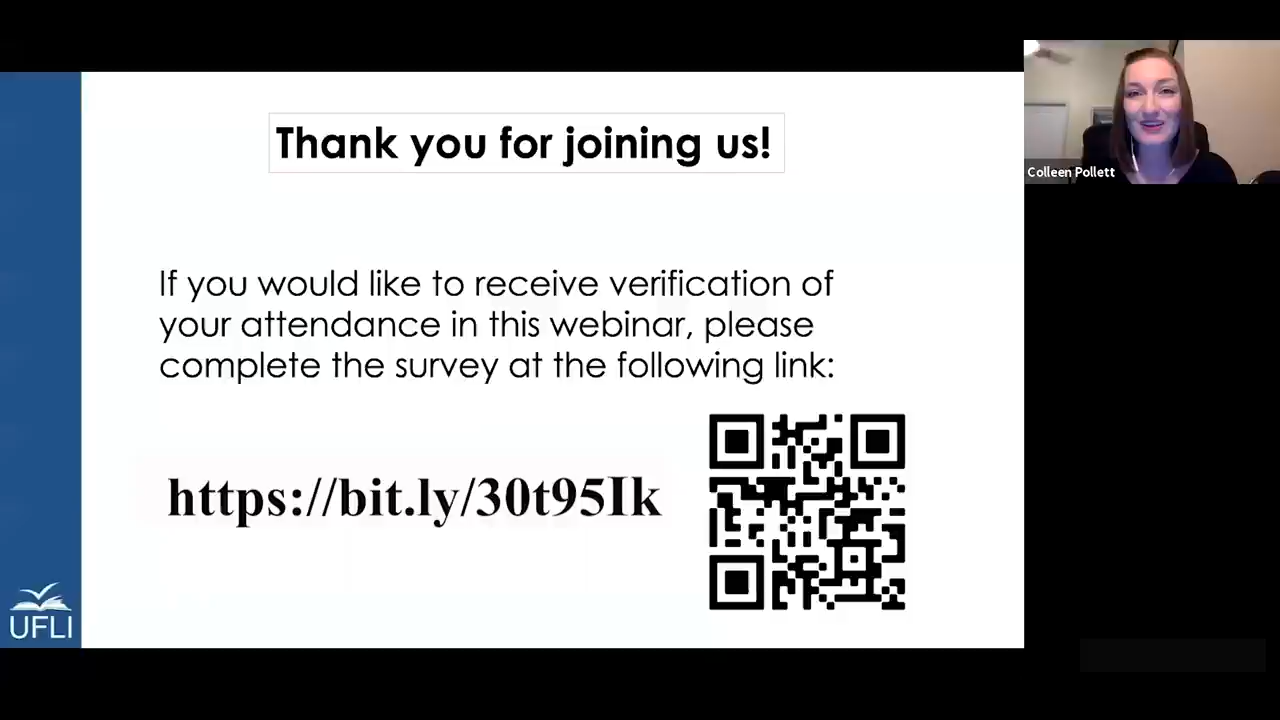 Thank you for joining us!
Colleen Pollett
If you would like to receive verification of
your attendance in this webinar, please
complete the survey at the following link:
https://bit.ly/30t95Ik
UFLI